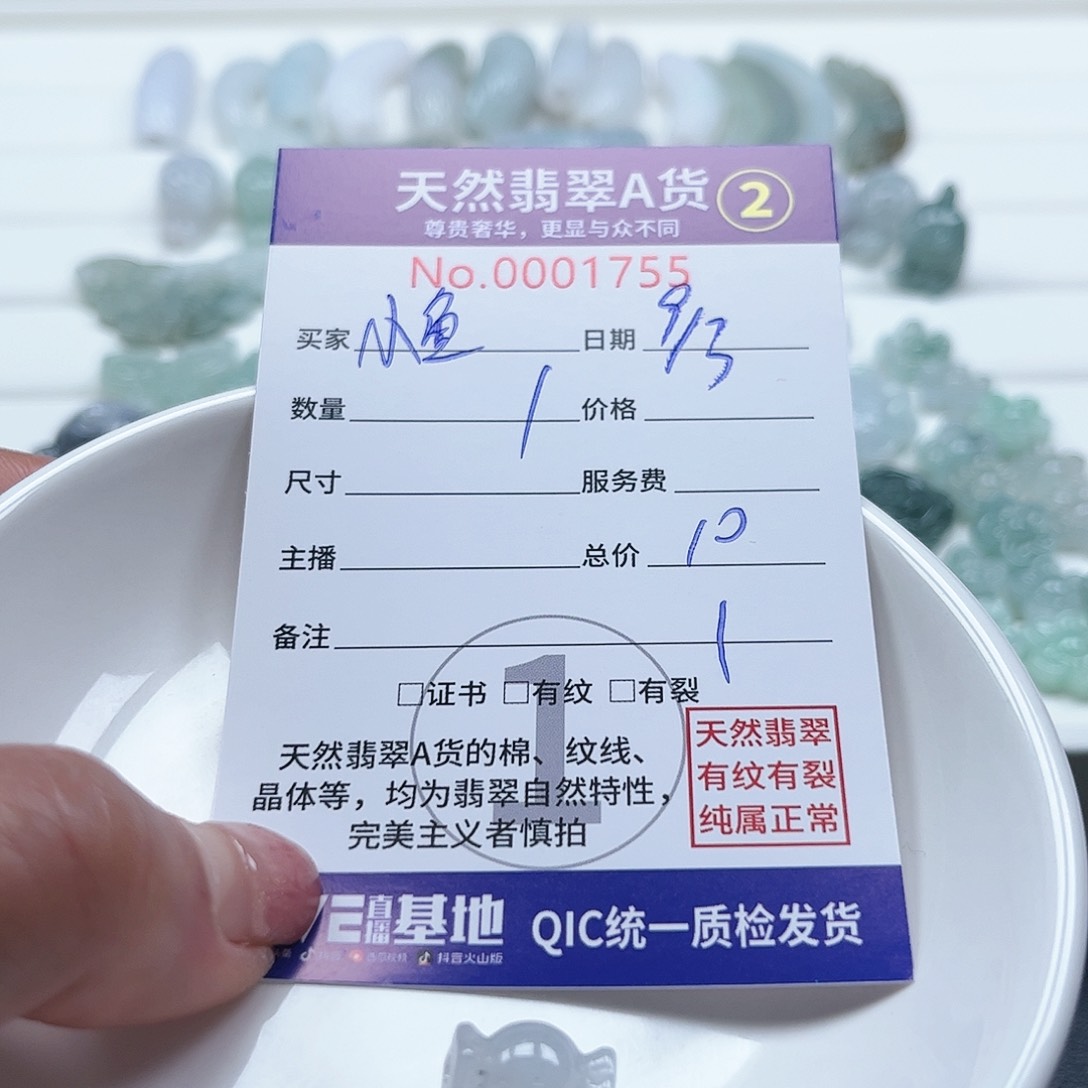 天然翡翠A货 2
尊贵奢华，更显与众不同
No.0001755
买家 小鱼 日期 9/3
数量 1 价格
尺寸 服务费
主播 总价 10
备注 1
□证书 □有纹 □有裂
1
天然翡翠A货的棉、纹线、
晶体等，均为翡翠自然特性，
完美主义者慎拍
天然翡翠
有纹有裂
纯属正常
直播基地 QIC统一质检发货
抖音火山版